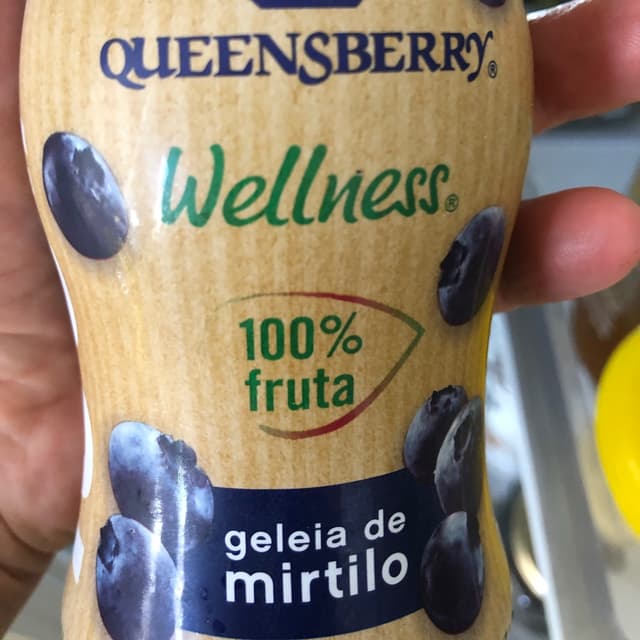 QUEENSBERRY®
Wellness®
100%
fruta
geleia de
mirtilo